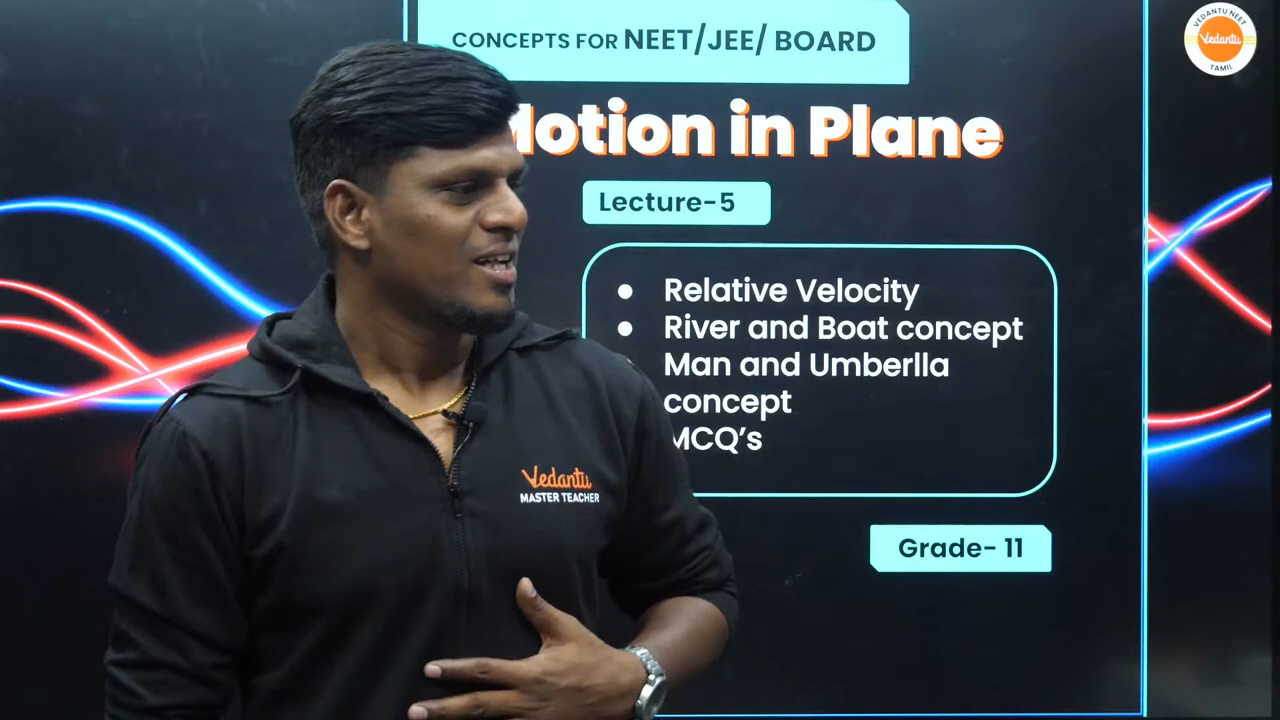 CONCEPTS FOR NEET/JEE/ BOARD
VEDANTU NEET
Vedantu
TAMIL
Motion in Plane
Lecture-5
• Relative Velocity
• River and Boat concept
Man and Umberlla
concept
MCQ’s
Vedantu
MASTER TEACHER
Grade- 11